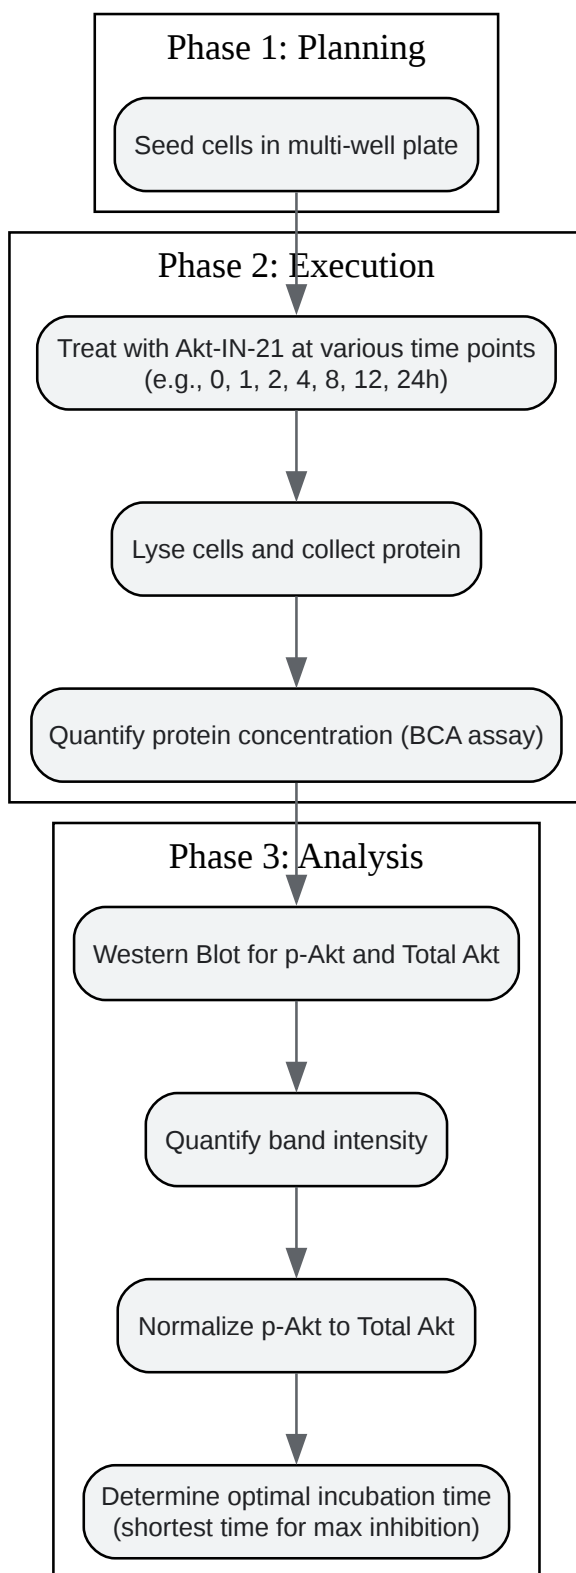 Phase 1: Planning
Seed cells in multi-well plate
Phase 2: Execution
Treat with Akt-IN-21 at various time points
(e.g., 0, 1, 2, 4, 8, 12, 24h)
Lyse cells and collect protein
Quantify protein concentration (BCA assay)
Phase 3: Analysis
Western Blot for p-Akt and Total Akt
Quantify band intensity
Normalize p-Akt to Total Akt
Determine optimal incubation time
(shortest time for max inhibition)